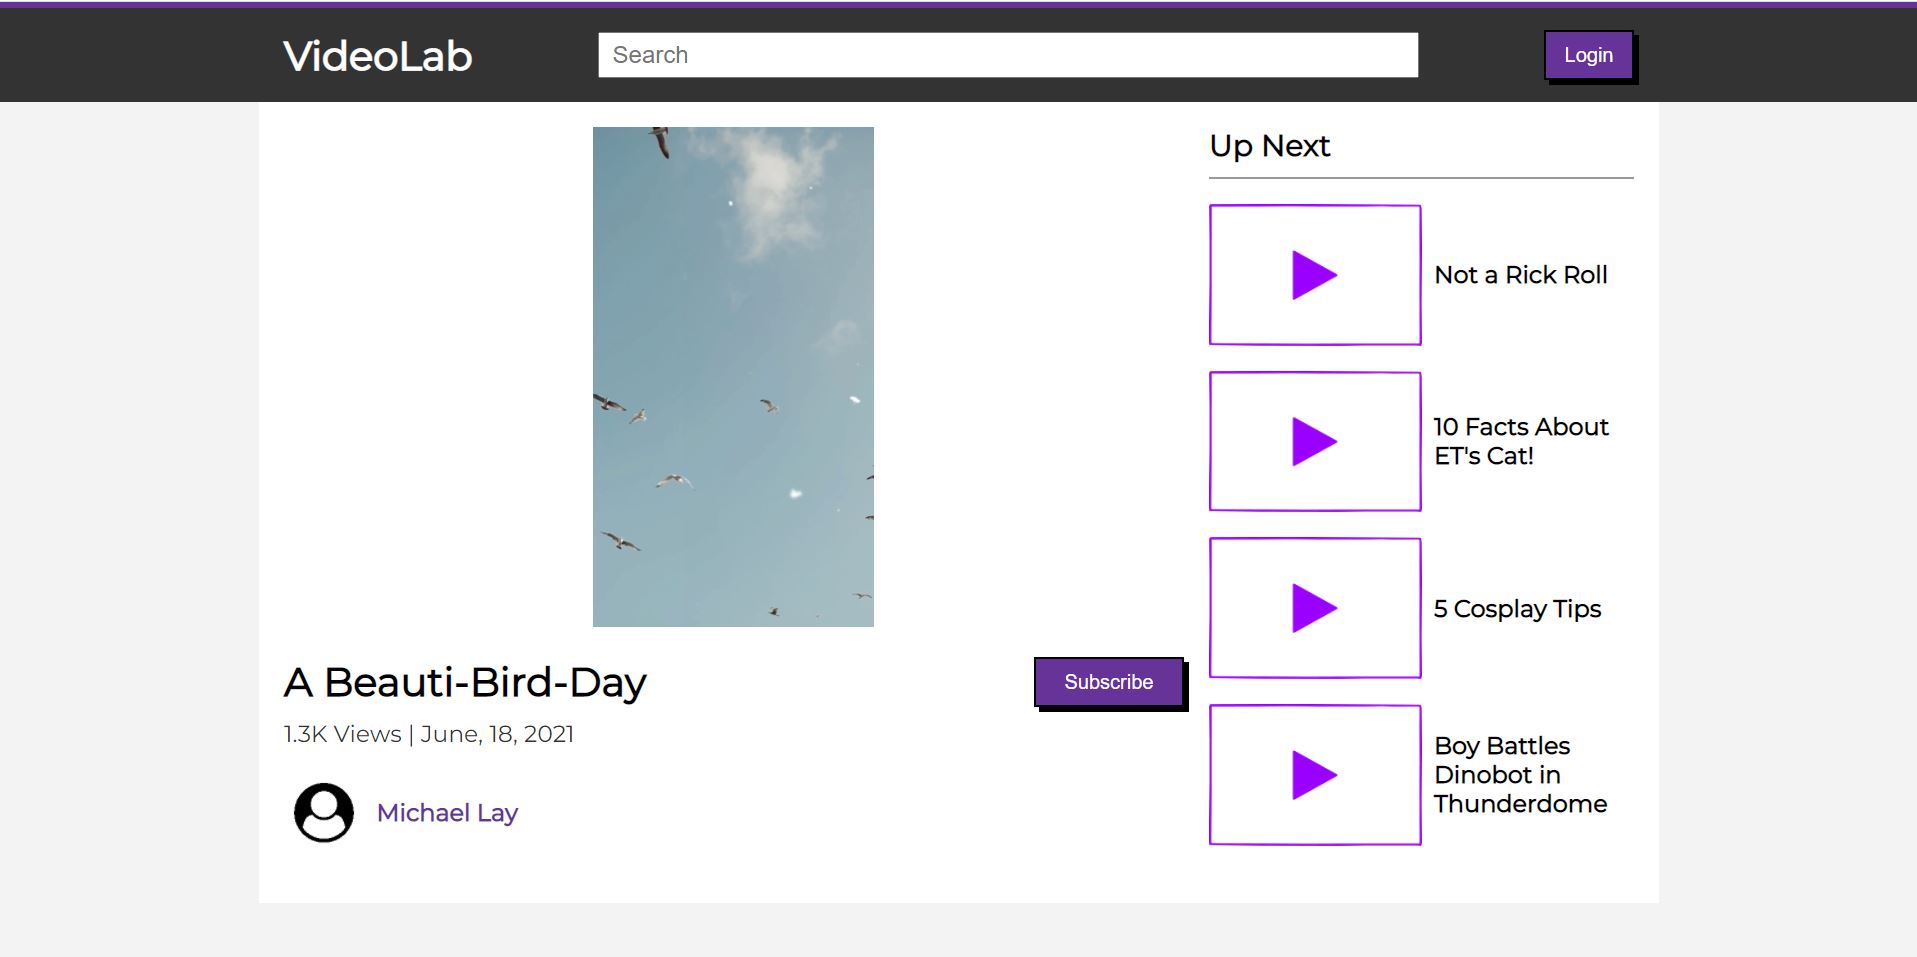 VideoLab
Search
Login
A Beauti-Bird-Day
Subscribe
1.3K Views | June, 18, 2021
Michael Lay
Up Next
Not a Rick Roll
10 Facts About
ET's Cat!
5 Cosplay Tips
Boy Battles
Dinobot in
Thunderdome